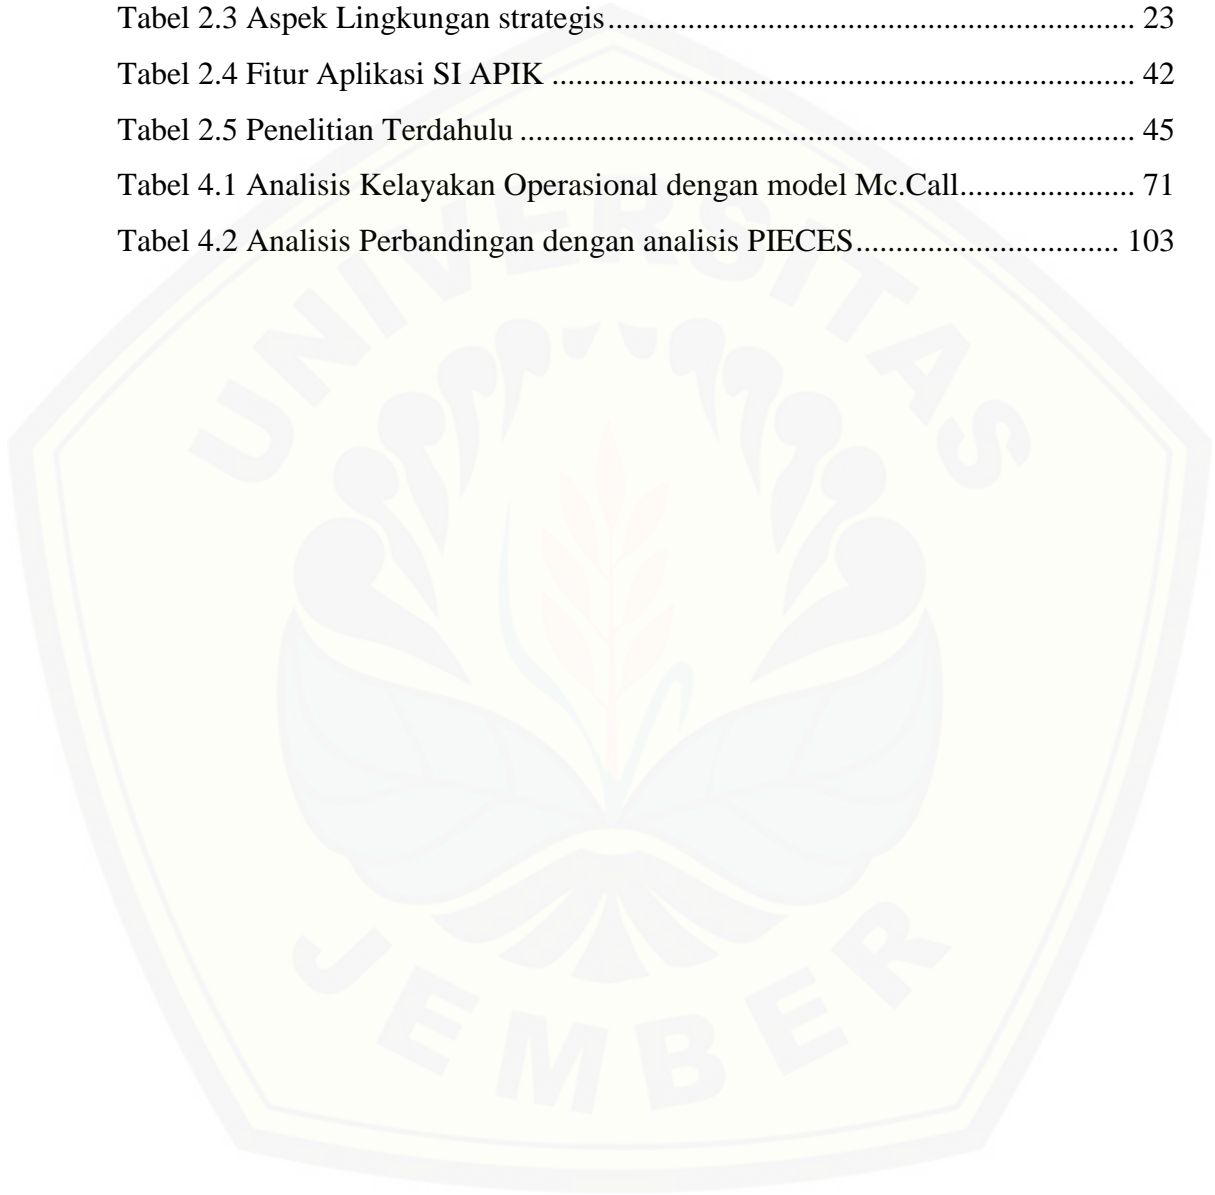 Tabel 2.3 Aspek Lingkungan strategis................................................................. 23
Tabel 2.4 Fitur Aplikasi SI APIK ........................................................................ 42
Tabel 2.5 Penelitian Terdahulu ............................................................................ 45
Tabel 4.1 Analisis Kelayakan Operasional dengan model Mc.Call...................... 71
Tabel 4.2 Analisis Perbandingan dengan analisis PIECES................................. 103
UNIVERSITAS
JEMBER